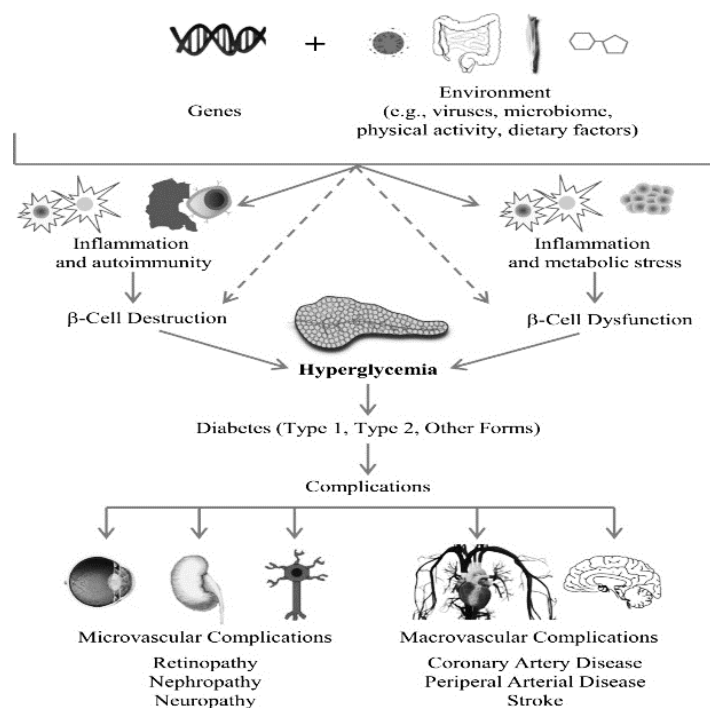 +
Genes
Environment
(e.g., viruses, microbiome,
physical activity, dietary factors)
Inflammation
and autoimmunity
Inflammation
and metabolic stress
β-Cell Destruction
β-Cell Dysfunction
Hyperglycemia
Diabetes (Type 1, Type 2, Other Forms)
Complications
Microvascular Complications
Retinopathy
Nephropathy
Neuropathy
Macrovascular Complications
Coronary Artery Disease
Periperal Arterial Disease
Stroke